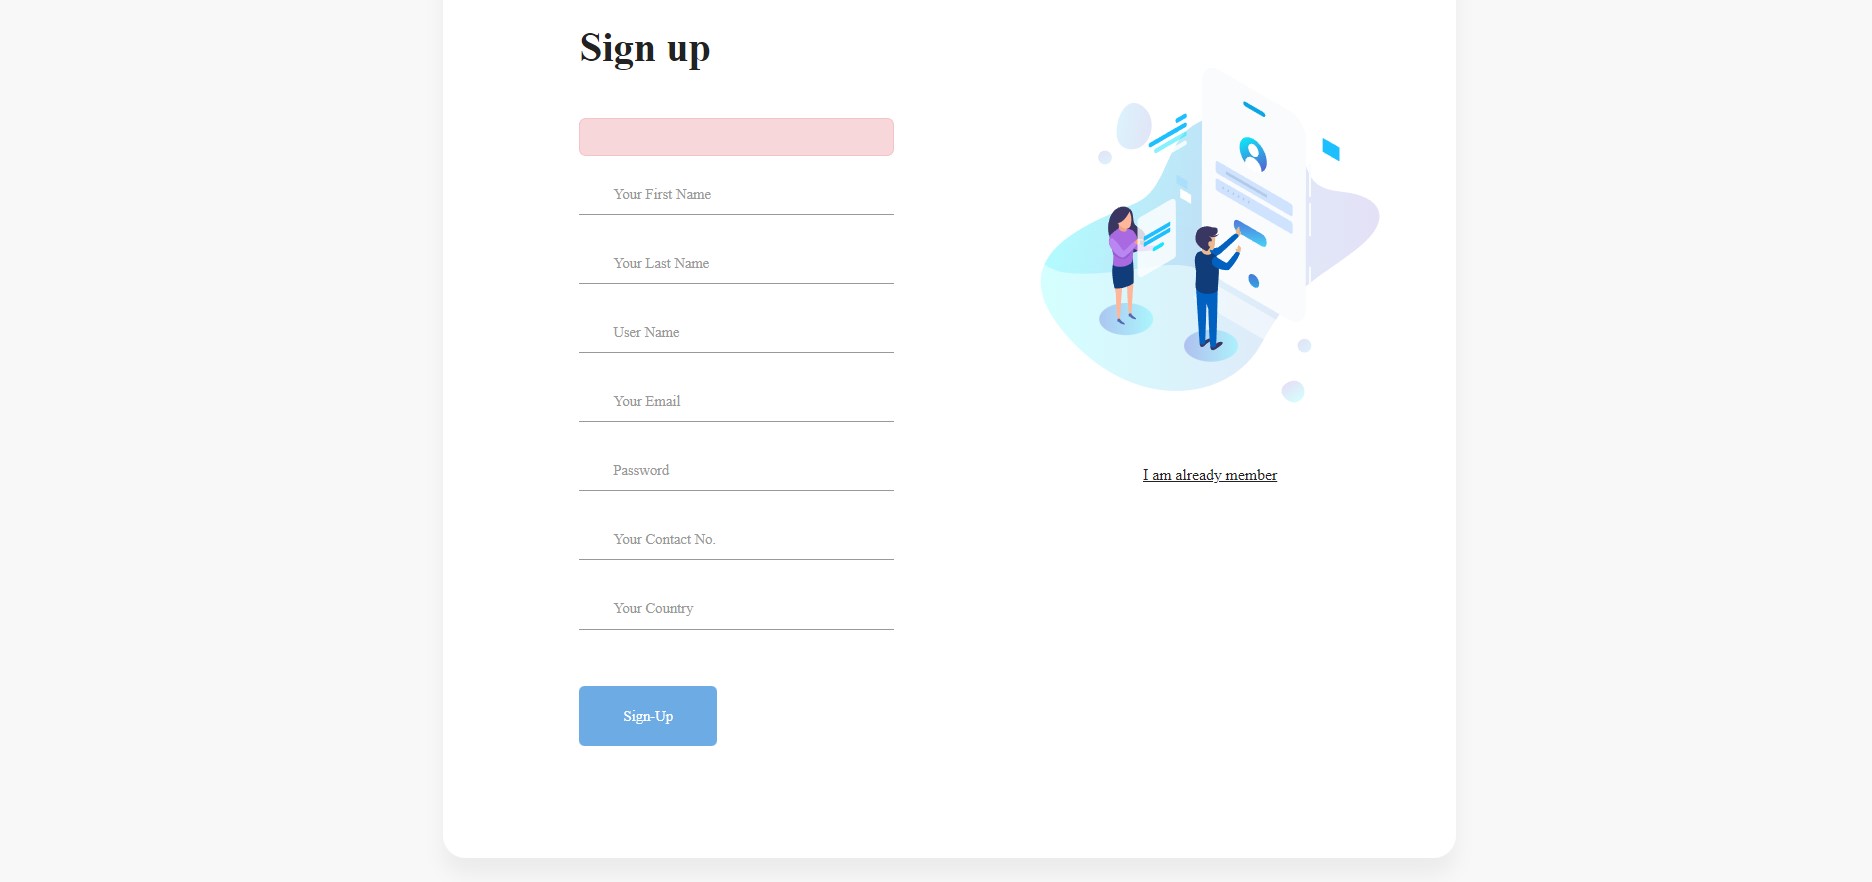 Sign up
Your First Name
Your Last Name
User Name
Your Email
Password
Your Contact No.
Your Country
Sign-Up
I am already member